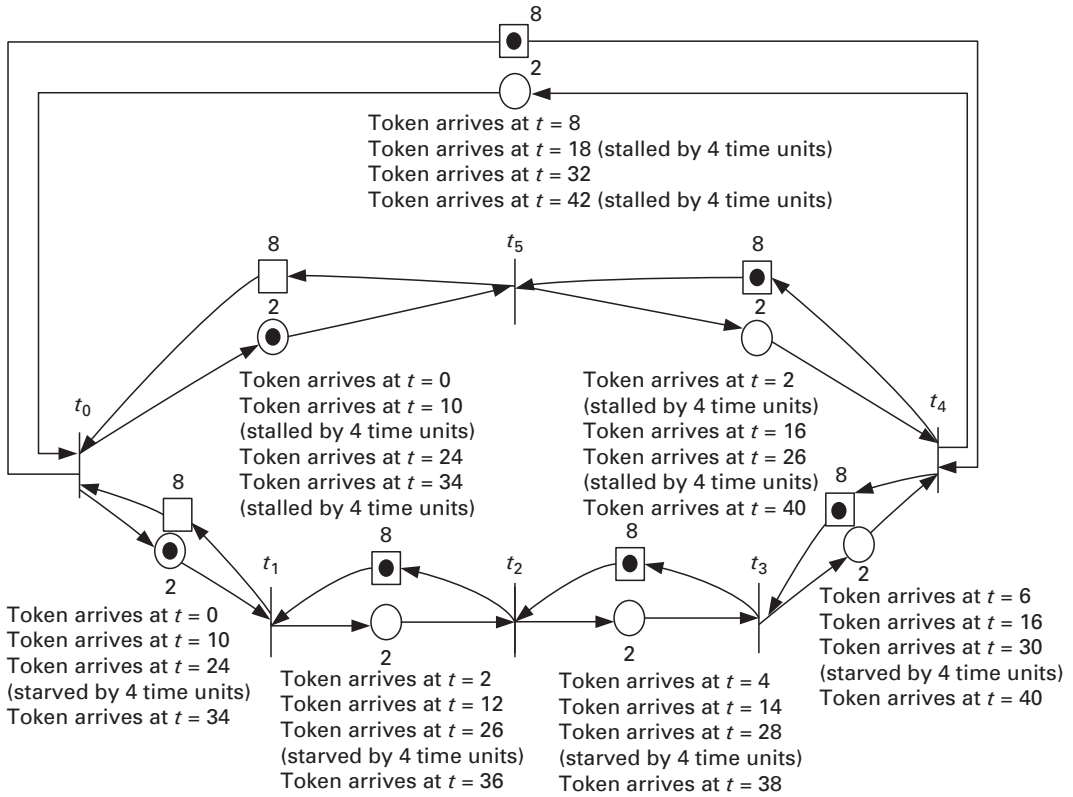 8
2
Token arrives at t = 8
Token arrives at t = 18 (stalled by 4 time units)
Token arrives at t = 32
Token arrives at t = 42 (stalled by 4 time units)
8
t5
8
2
2
Token arrives at t = 0
Token arrives at t = 10
(stalled by 4 time units)
Token arrives at t = 24
Token arrives at t = 34
(stalled by 4 time units)
Token arrives at t = 2
(stalled by 4 time units)
Token arrives at t = 16
Token arrives at t = 26
(stalled by 4 time units)
Token arrives at t = 40
t0
t4
8
8
2
t1
8
t2
8
t3
2
Token arrives at t = 0
Token arrives at t = 10
Token arrives at t = 24
(starved by 4 time units)
Token arrives at t = 34
2
Token arrives at t = 2
Token arrives at t = 12
Token arrives at t = 26
(starved by 4 time units)
Token arrives at t = 36
2
Token arrives at t = 4
Token arrives at t = 14
Token arrives at t = 28
(starved by 4 time units)
Token arrives at t = 38
Token arrives at t = 6
Token arrives at t = 16
Token arrives at t = 30
(starved by 4 time units)
Token arrives at t = 40